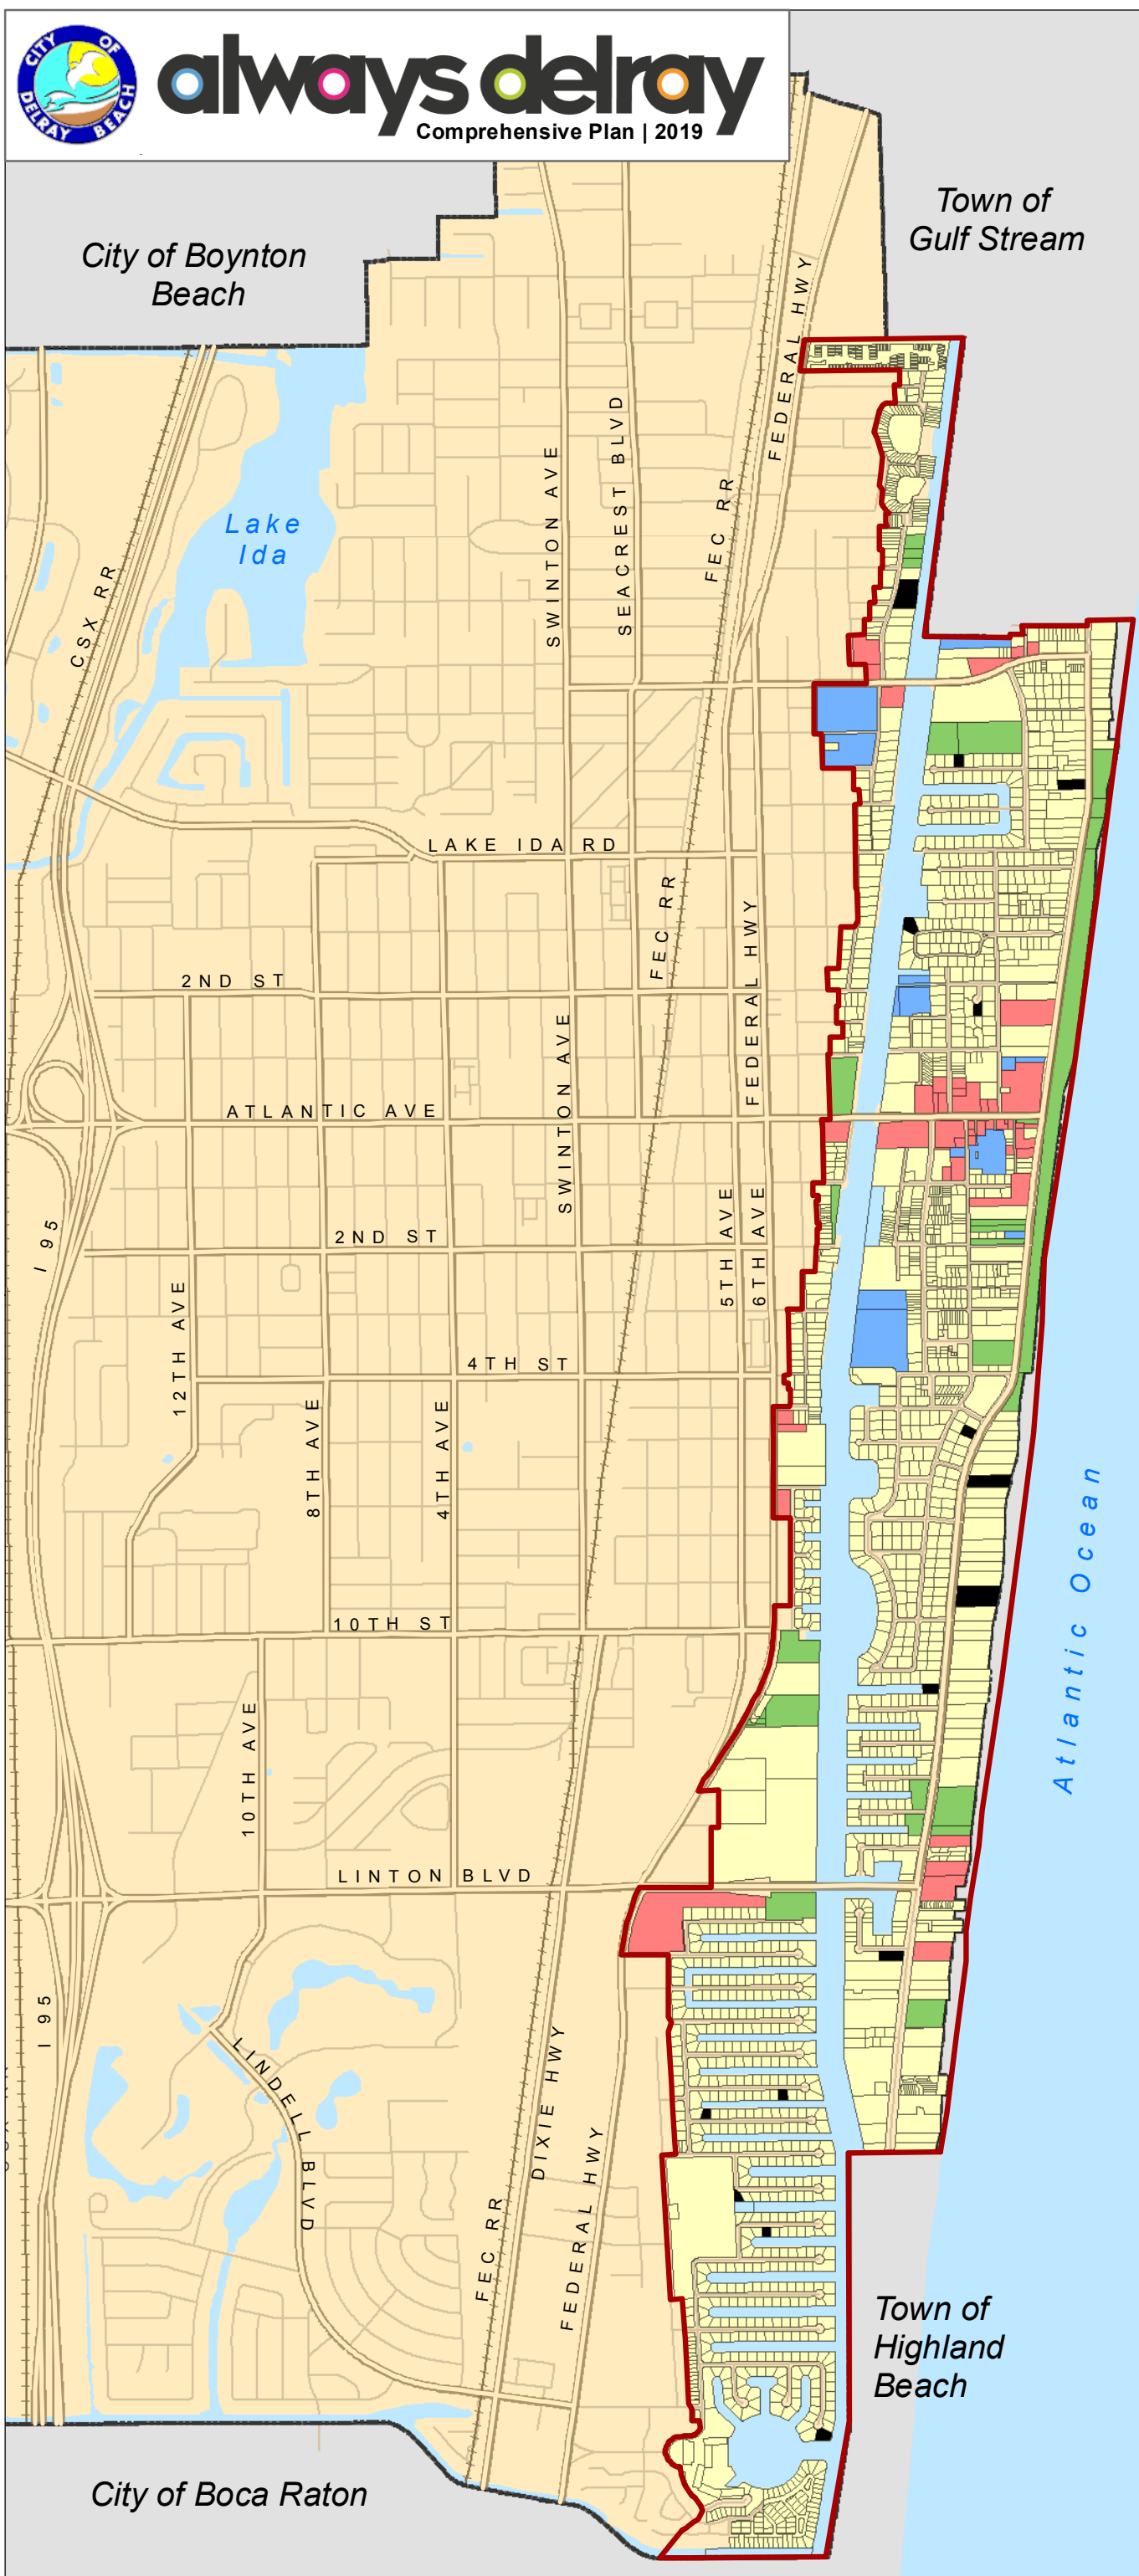 CITY OF
DELRAY BEACH
always delray
Comprehensive Plan | 2019
Town of
Gulf Stream
City of Boynton
Beach
FEDERAL HWY
SEACREST BLVD
SWINTON AVE
FEC RR
Lake
Ida
CSX RR
LAKE IDA RD
FEC RR
FEDERAL HWY
2ND ST
SWINTON AVE
ATLANTIC AVE
I 95
2ND ST
5TH AVE
6TH AVE
12TH AVE
4TH ST
8TH AVE
4TH AVE
Atlantic Ocean
10TH ST
10TH AVE
LINTON BLVD
I 95
LINDELL BLVD
DIXIE HWY
FEDERAL HWY
FEC RR
Town of
Highland
Beach
City of Boca Raton